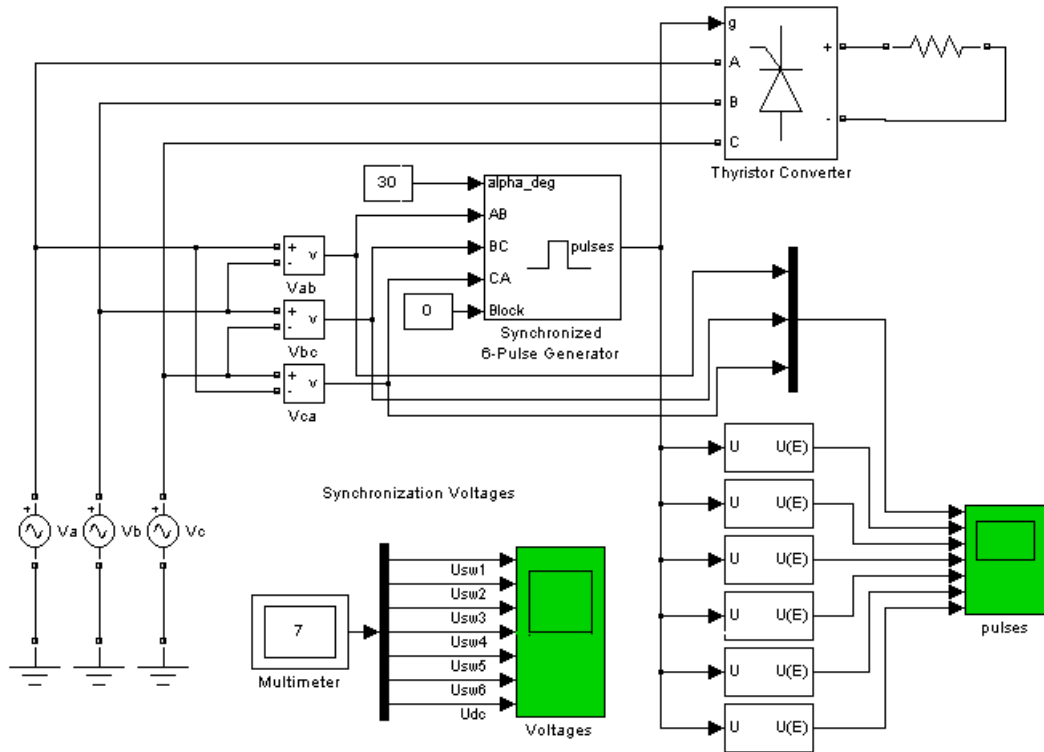 g
A
B
C
+
-
Thyristor Converter
30
alpha_deg
AB
BC
CA
Block
pulses
0
Synchronized
6-Pulse Generator
+
-
v
Vab
+
-
v
Vbc
+
-
v
Vca
U U(E)
U U(E)
U U(E)
U U(E)
U U(E)
U U(E)
pulses
Synchronization Voltages
+
Va
+
Vb
+
Vc
7
Multimeter
Usw1
Usw2
Usw3
Usw4
Usw5
Usw6
Udc
Voltages